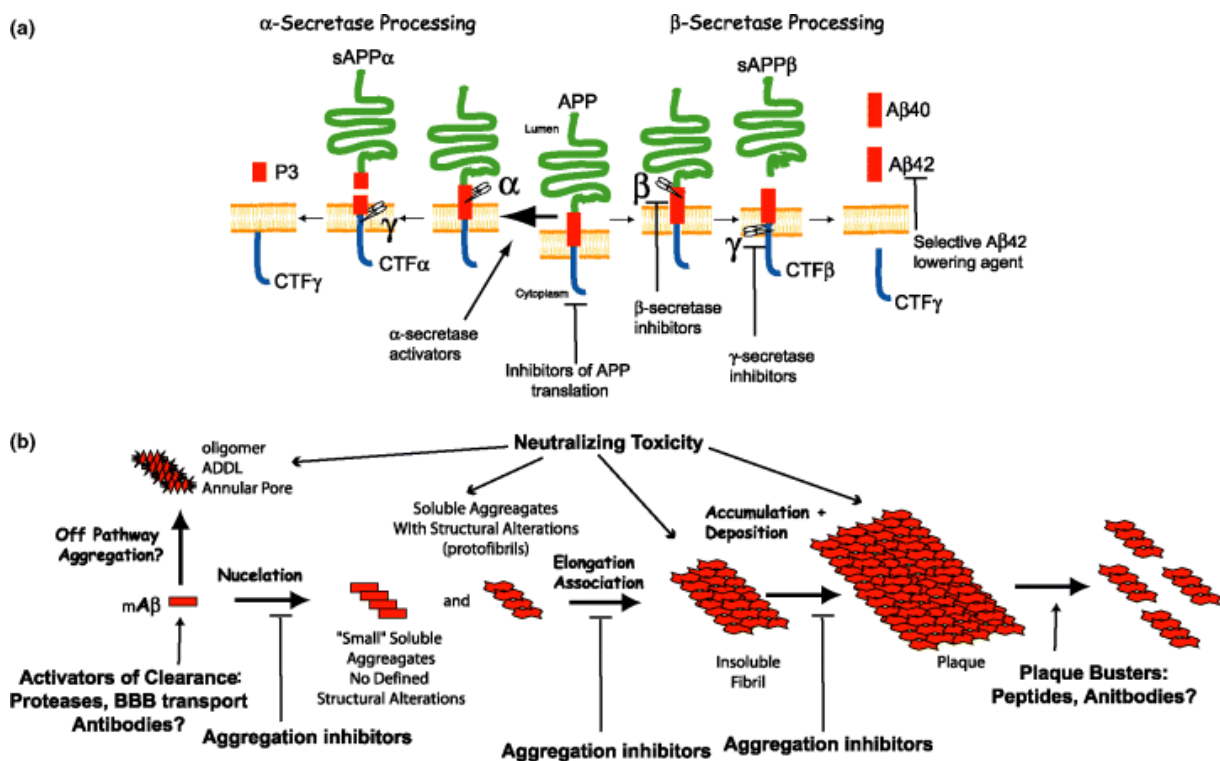 (a)
α-Secretase Processing
β-Secretase Processing
sAPPα
APP
Lumen
sAPPβ
Aβ40
Aβ42
P3
α
β
γ
γ
CTFγ
CTFα
Cytoplasm
CTFβ
CTFγ
Selective Aβ42
lowering agent
α-secretase
activators
Inhibitors of APP
translation
β-secretase
inhibitors
γ-secretase
inhibitors
(b)
Neutralizing Toxicity
oligomer
ADDL
Annular Pore
Off Pathway
Aggregation?
Soluble Aggreagates
WIth Structural Alterations
(protofibrils)
Accumulation +
Deposition
Nucelation
Elongation
Association
mAβ
and
"Small" Soluble
Aggreagates
No Defined
Structural Alterations
Insoluble
Fibril
Plaque
Activators of Clearance:
Proteases, BBB transport
Antibodies?
Aggregation inhibitors
Aggregation inhibitors
Aggregation inhibitors
Plaque Busters:
Peptides, Anitbodies?